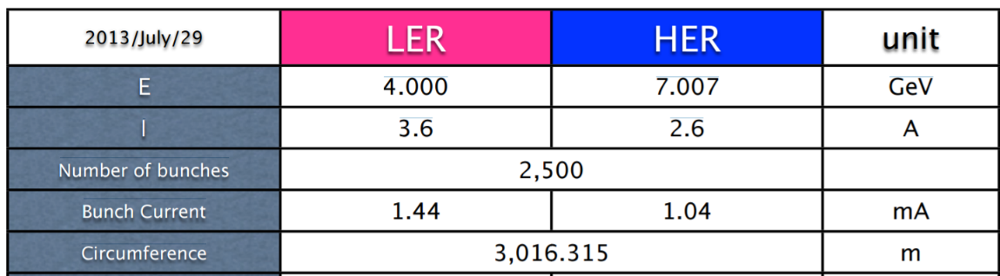 2013/July/29 LER HER unit
E 4.000 7.007 GeV
I 3.6 2.6 A
Number of bunches 2,500
Bunch Current 1.44 1.04 mA
Circumference 3,016.315 m